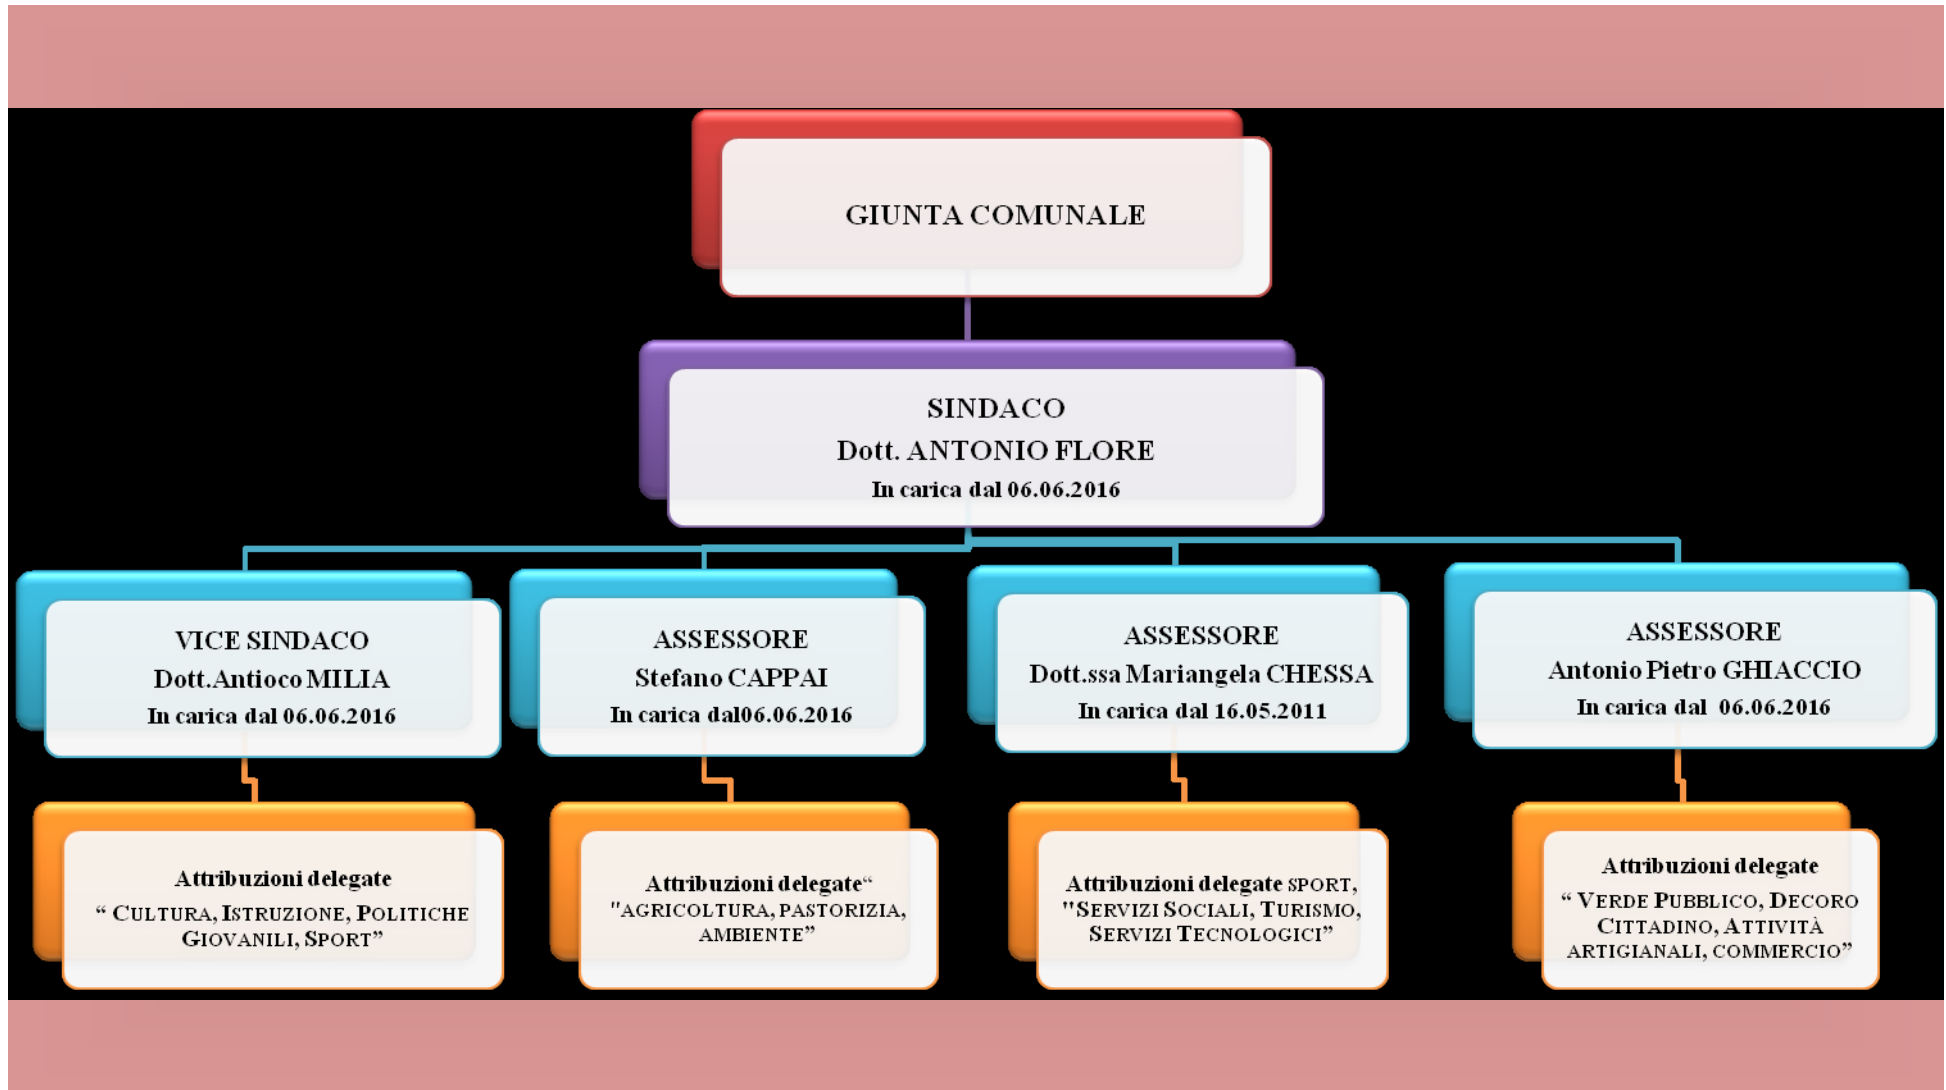 GIUNTA COMUNALE
SINDACO
Dott. ANTONIO FLORE
In carica dal 06.06.2016
VICE SINDACO
Dott.Antioco MILIA
In carica dal 06.06.2016
ASSESSORE
Stefano CAPPAI
In carica dal06.06.2016
ASSESSORE
Dott.ssa Mariangela CHESSA
In carica dal 16.05.2011
ASSESSORE
Antonio Pietro GHIACCIO
In carica dal  06.06.2016
Attribuzioni delegate
“ CULTURA, ISTRUZIONE, POLITICHE
GIOVANILI, SPORT”
Attribuzioni delegate“
"AGRICOLTURA, PASTORIZIA,
AMBIENTE”
Attribuzioni delegate SPORT,
"SERVIZI SOCIALI, TURISMO,
SERVIZI TECNOLOGICI”
Attribuzioni delegate
“ VERDE PUBBLICO, DECORO
CITTADINO, ATTIVITÀ
ARTIGIANALI, COMMERCIO”